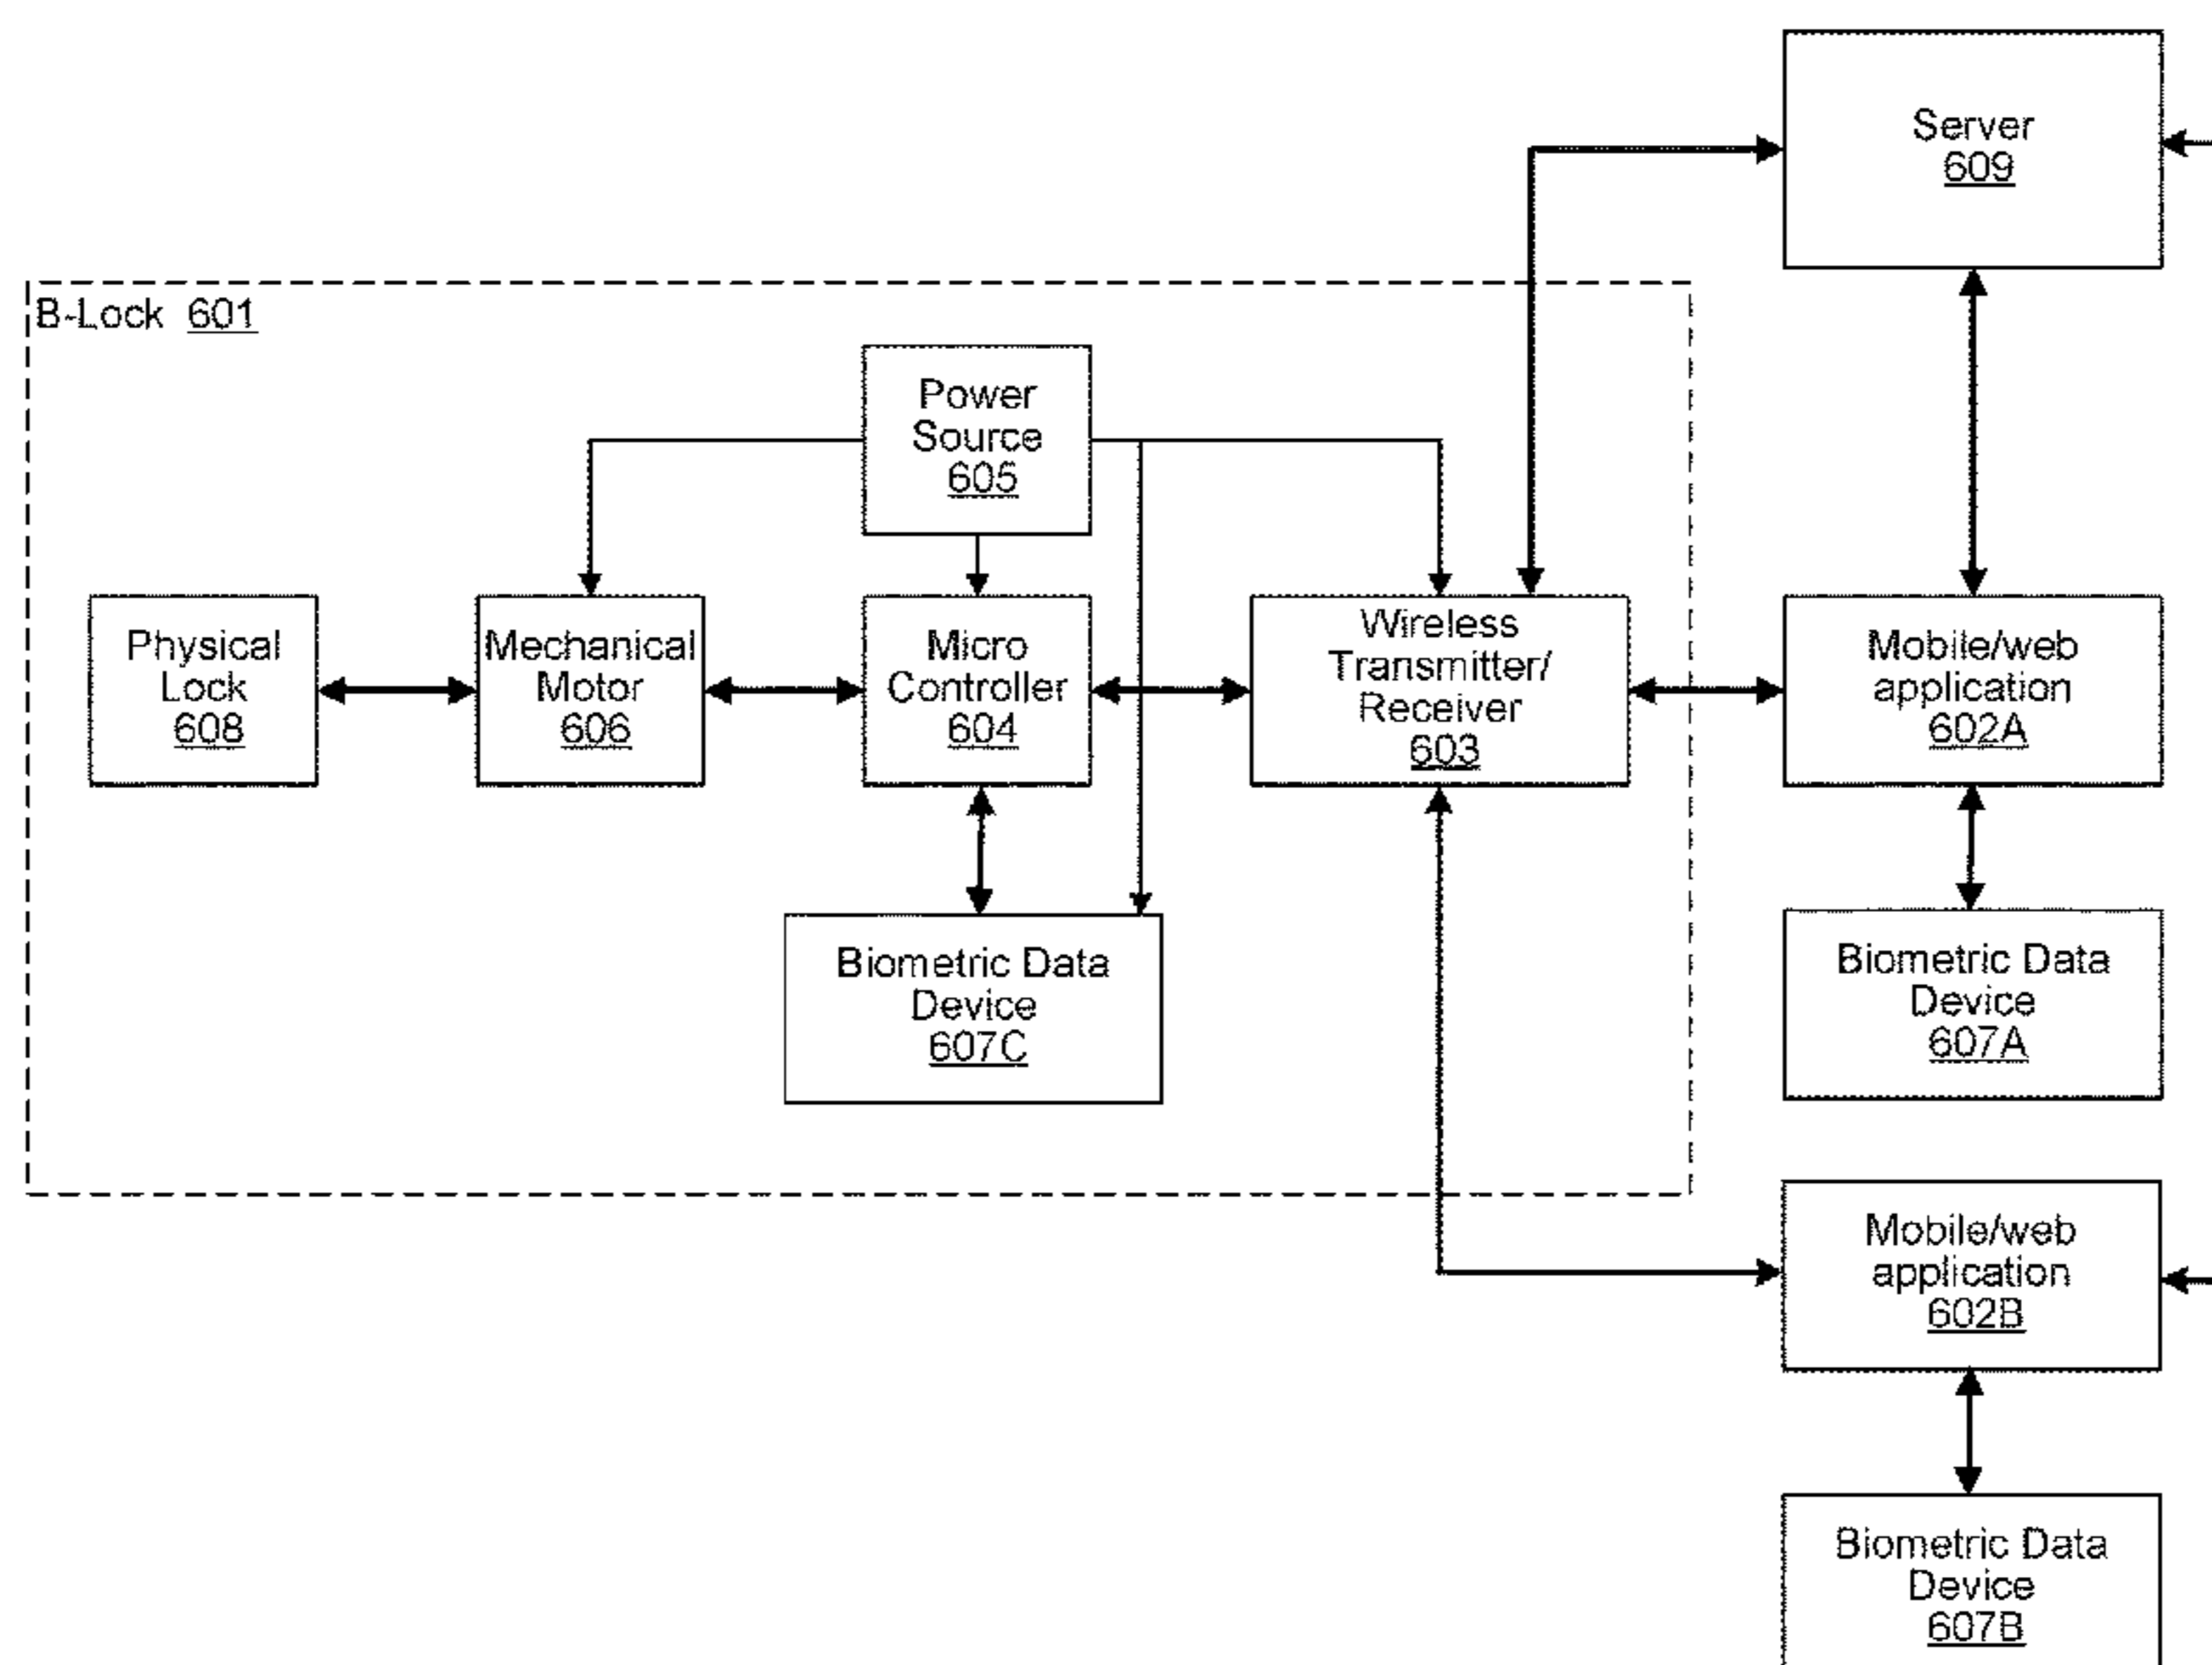 Server
609
B-Lock 601
Power
Source
605
Physical
Lock
608
Mechanical
Motor
606
Micro
Controller
604
Wireless
Transmitter/
Receiver
603
Mobile/web
application
602A
Biometric Data
Device
607C
Biometric Data
Device
607A
Mobile/web
application
602B
Biometric Data
Device
607B